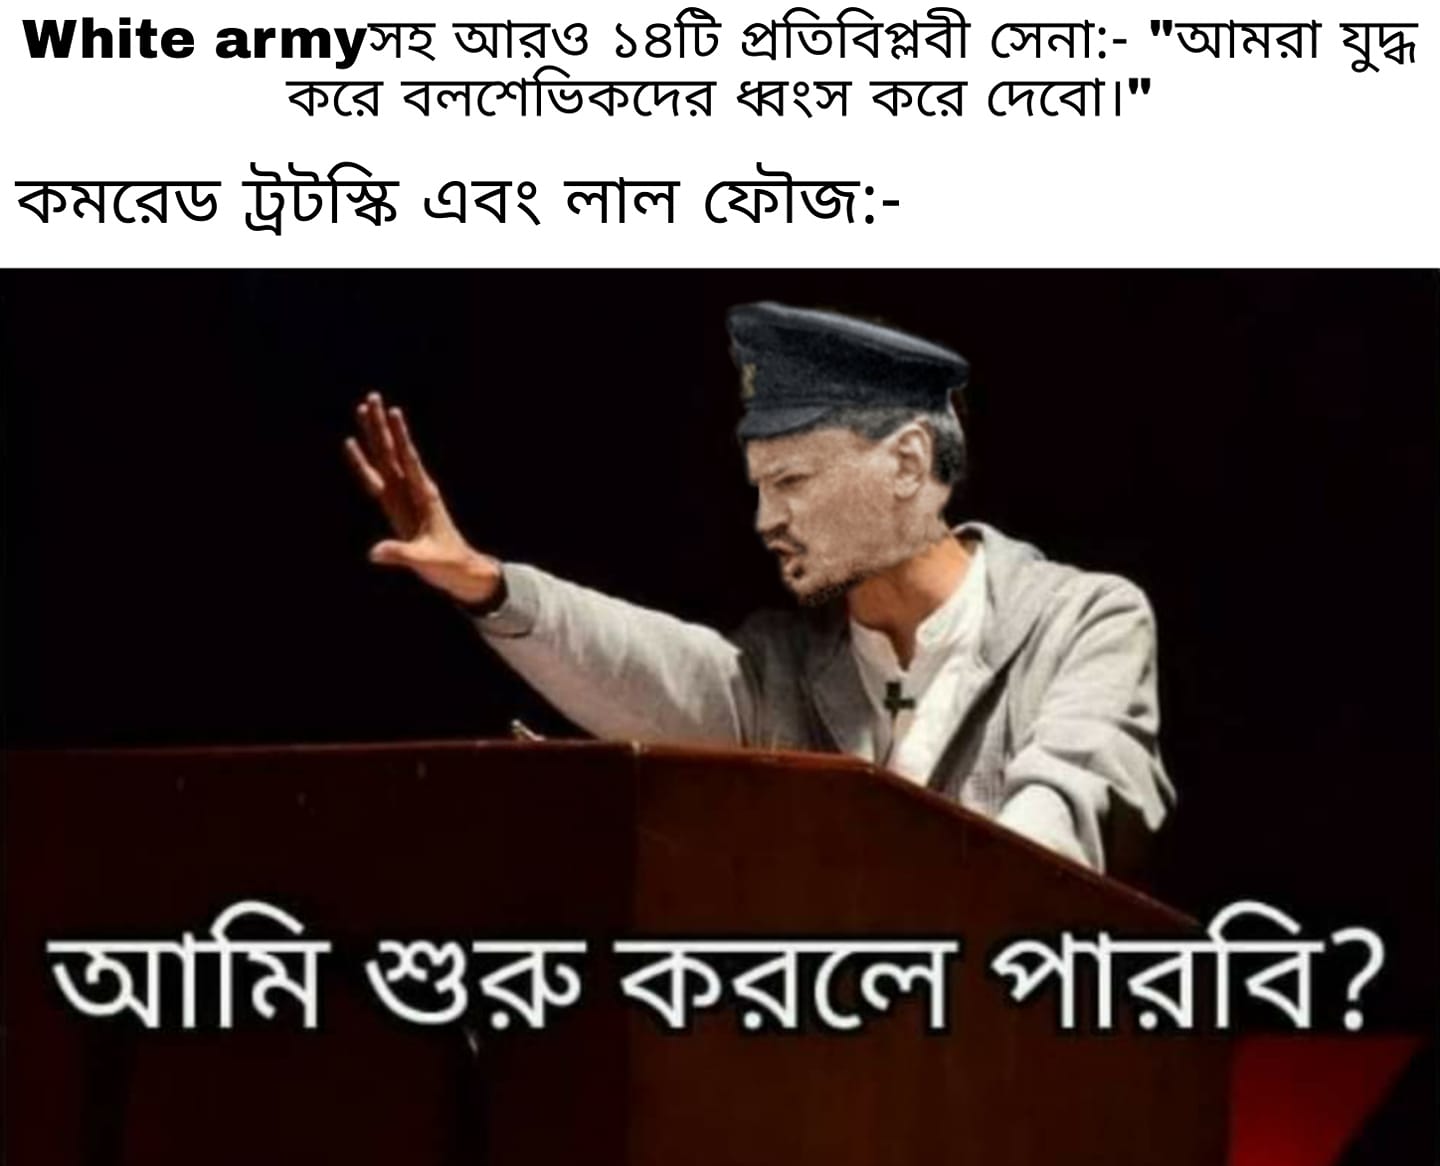 White armyসহ আরও ১৪টি প্রতিবিপ্লবী সেনা:- "আমরা যুদ্ধ
করে বলশেভিকদের ধ্বংস করে দেবো।"
কমরেড ট্রটস্কি এবং লাল ফৌজ:-
আমি শুরু করলে পারবি?